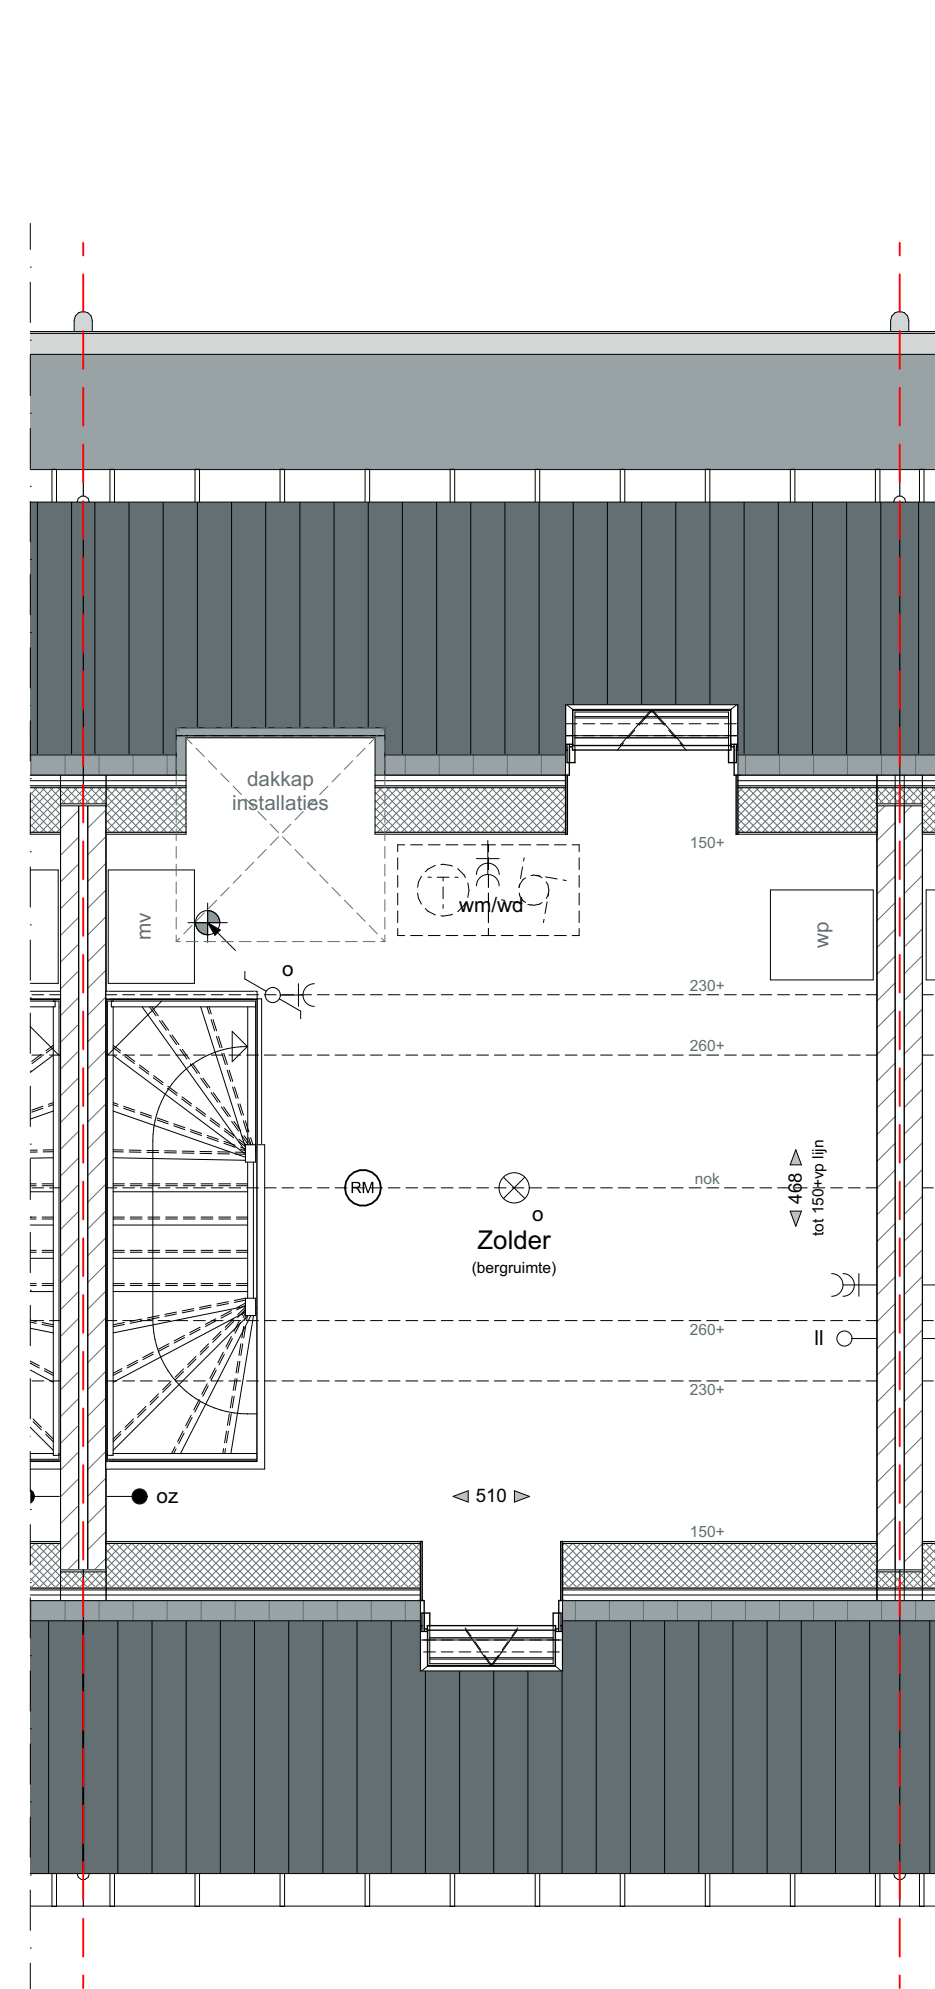 dakkap
installaties
150+
mv
wm/wd
wp
o
230+
260+
468
tot 150+vp lijn
nok
RM
o
Zolder
(bergruimte)
260+
II
230+
oz
510
150+